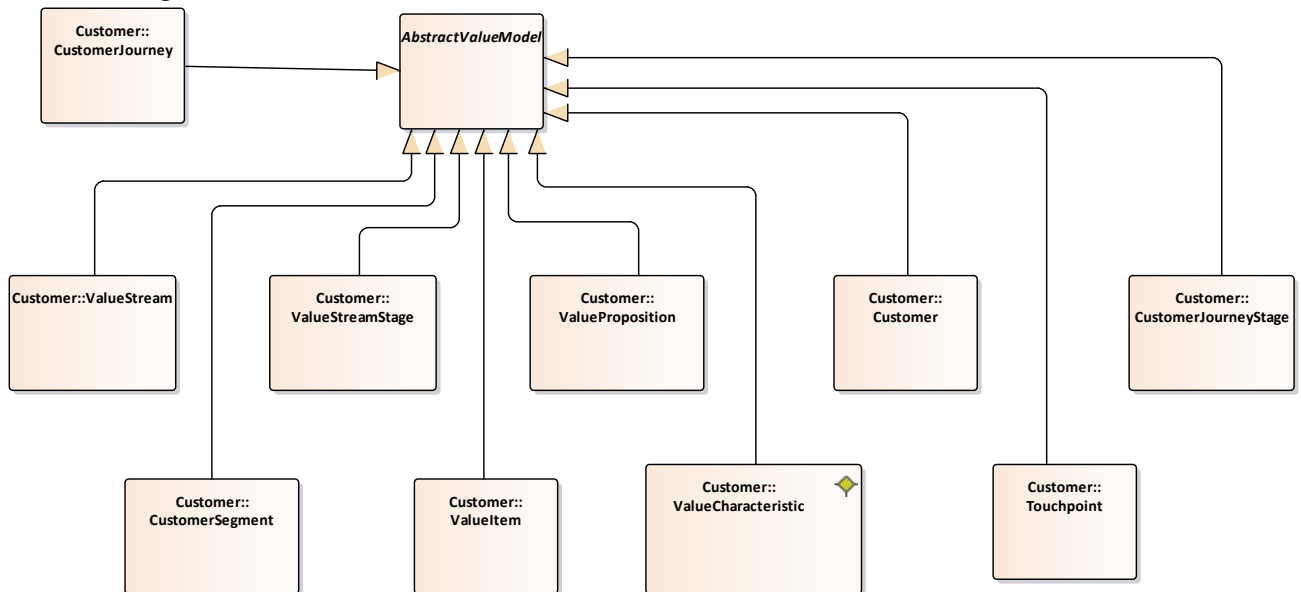 Customer::
CustomerJourney
AbstractValueModel
Customer::ValueStream
Customer::
ValueStreamStage
Customer::
ValueProposition
Customer::
Customer
Customer::
CustomerJourneyStage
Customer::
CustomerSegment
Customer::
ValueItem
Customer::
ValueCharacteristic
Customer::
Touchpoint